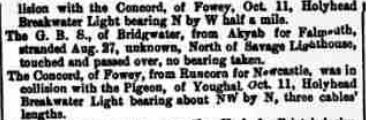 lision with the Concord, of Fowey, Oct. 11, Holyhead
Breakwater Light bearing N by W half a mile.
The G. B. S., of Bridgwater, from Akyab for Falmouth,
stranded Aug. 27, unknown, North of Savage Lighthouse,
touched and passed over, no bearing taken.
The Concord, of Fowey, from Runcorn for Newcastle, was in
collision with the Pigeon, of Youghal, Oct. 11, Holyhead
Breakwater Light bearing about NW by N, three cables'
lengths.